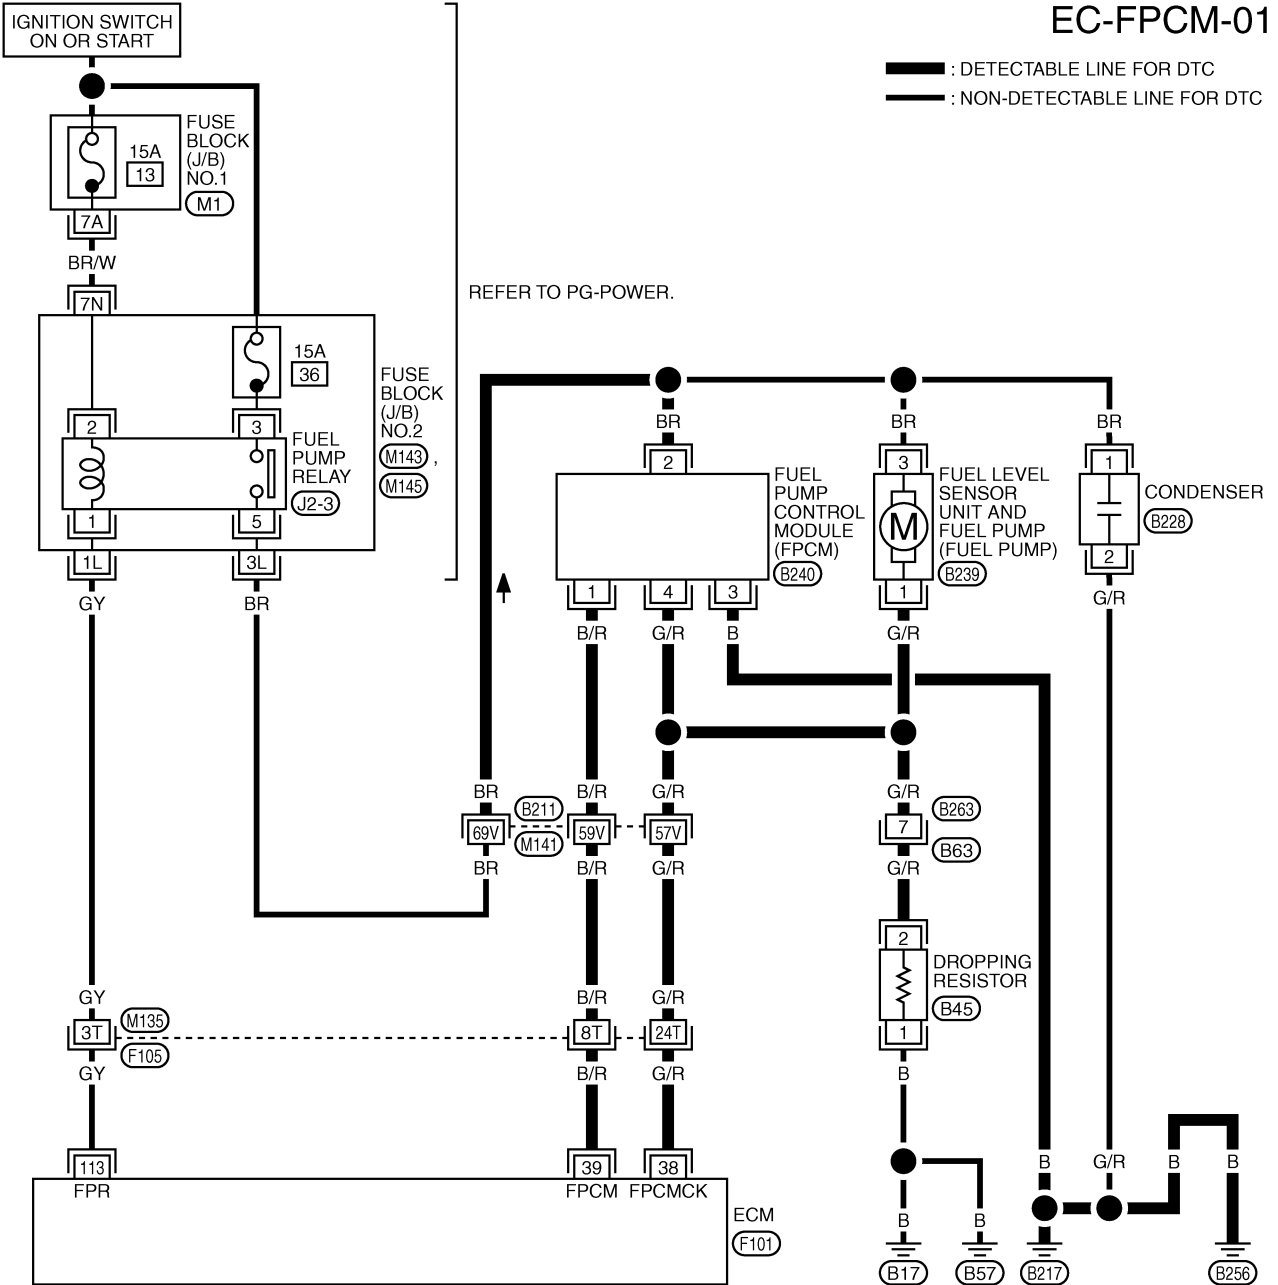 EC-FPCM-01
IGNITION SWITCH
ON OR START
: DETECTABLE LINE FOR DTC
: NON-DETECTABLE LINE FOR DTC
FUSE
BLOCK
(J/B)
NO.1
M1
15A
13
7A
BR/W
7N
REFER TO PG-POWER.
15A
36
FUSE
BLOCK
(J/B)
NO.2
M143 ,
M145
2
3
FUEL
PUMP
RELAY
J2-3
1
5
1L
3L
GY
BR
BR
BR
BR
2
3
1
FUEL
PUMP
CONTROL
MODULE
(FPCM)
B240
FUEL LEVEL
SENSOR
UNIT AND
FUEL PUMP
(FUEL PUMP)
B239
M
CONDENSER
B228
1
4
3
1
2
B/R
G/R
B
G/R
G/R
BR
B/R
G/R
G/R
69V
B211
M141
59V
57V
7
B263
B63
BR
B/R
G/R
G/R
2
DROPPING
RESISTOR
B45
1
GY
B/R
G/R
3T
M135
F105
8T
24T
GY
B/R
G/R
B
113
39
38
FPR
FPCM
FPCMCK
ECM
F101
B
G/R
B
B
B
B
B17
B57
B217
B256